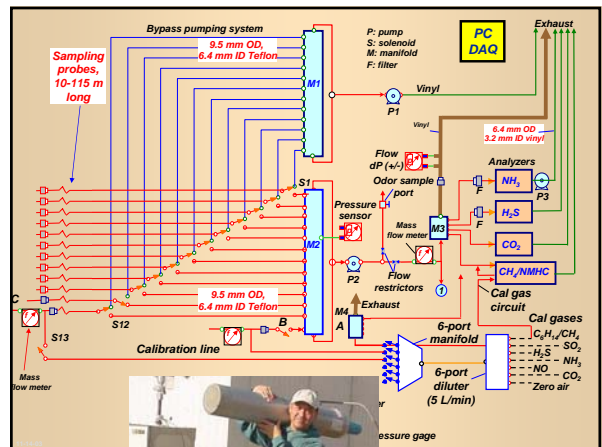 Bypass pumping system
9.5 mm OD,
6.4 mm ID Teflon
P: pump
S: solenoid
M: manifold
F: filter
PC
DAQ
Exhaust
Sampling
probes,
10-115 m
long
M1
Vinyl
P1
Vinyl
6.4 mm OD
3.2 mm ID vinyl
Flow
dP (+/-)
Analyzers
Odor sample
port
S1
Pressure
sensor
F
NH3
P3
F
H2S
M2
Mass
flow meter
M3
CO2
P2
CH4/NMHC
Flow
restrictors
1
9.5 mm OD,
6.4 mm ID Teflon
C
S12
S13
B
M4
A
Exhaust
Cal gas
circuit
Cal gases
C6H14/CH4
SO2
H2S
NH3
NO
CO2
Zero air
Calibration line
6-port
manifold
6-port
diluter
(5 L/min)
Mass
flow meter
er
essure gage